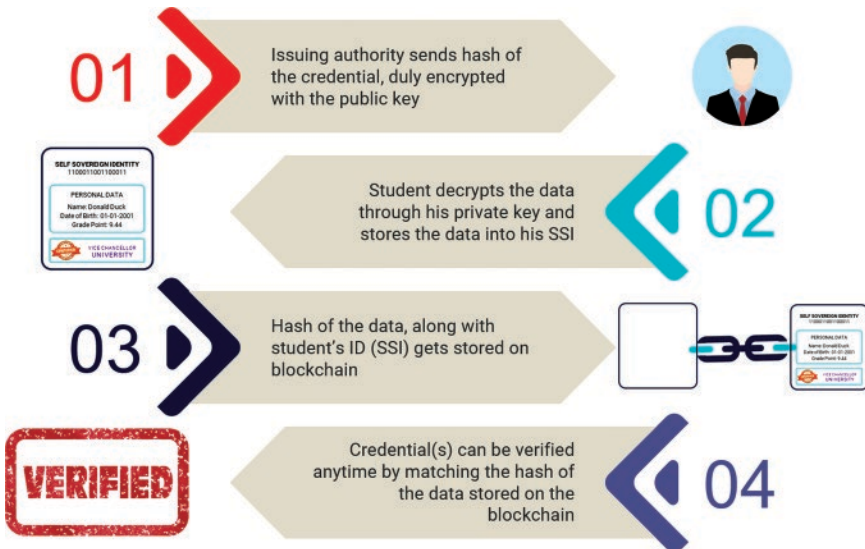 01
Issuing authority sends hash of
the credential, duly encrypted
with the public key
SELF SOVEREIGN IDENTITY
1100011001100011
PERSONAL DATA
Name: Donald Duck
Date of Birth: 01-01-2001
Grade Point: 9.44
VICE CHANCELLER
UNIVERSITY
Student decrypts the data
through his private key and
stores the data into his SSI
02
03
Hash of the data, along with
student's ID (SSI) gets stored on
blockchain
SELF SOVEREIGN IDENTITY
PERSONAL DATA
Name: Donald Duck
Date of Birth: 01-01-2001
Grade Point: 9.44
VICE CHANCELLER
UNIVERSITY
VERIFIED
Credential(s) can be verified
anytime by matching the hash of
the data stored on the
blockchain
04